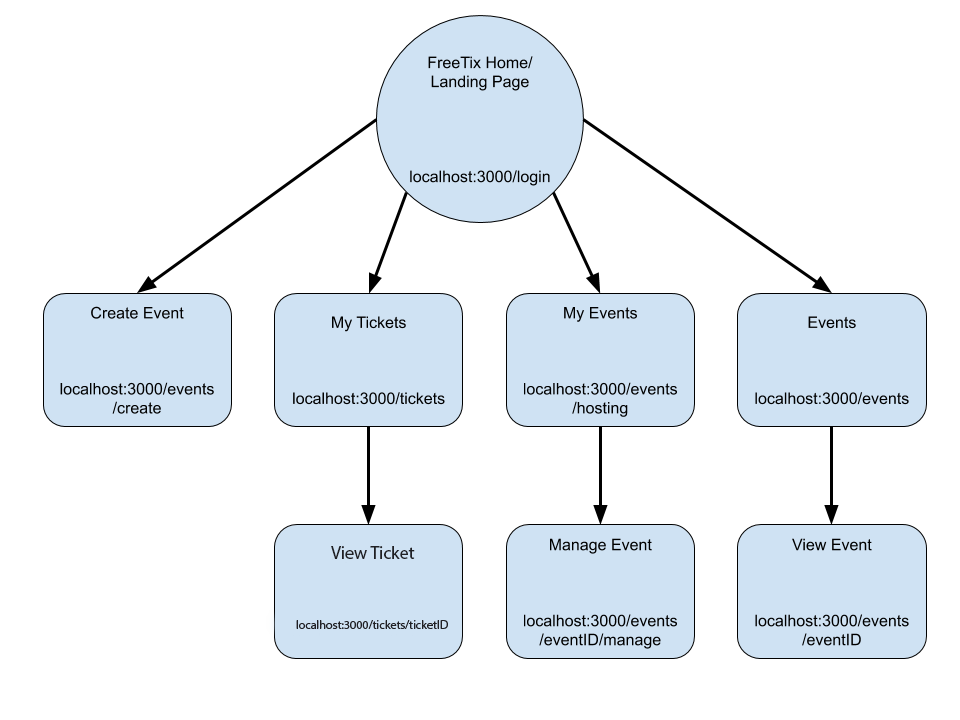 FreeTix Home/
Landing Page
localhost:3000/login
Create Event
localhost:3000/events
/create
My Tickets
localhost:3000/tickets
My Events
localhost:3000/events
/hosting
Events
localhost:3000/events
View Ticket
localhost:3000/tickets/ticketID
Manage Event
localhost:3000/events
/eventID/manage
View Event
localhost:3000/events
/eventID